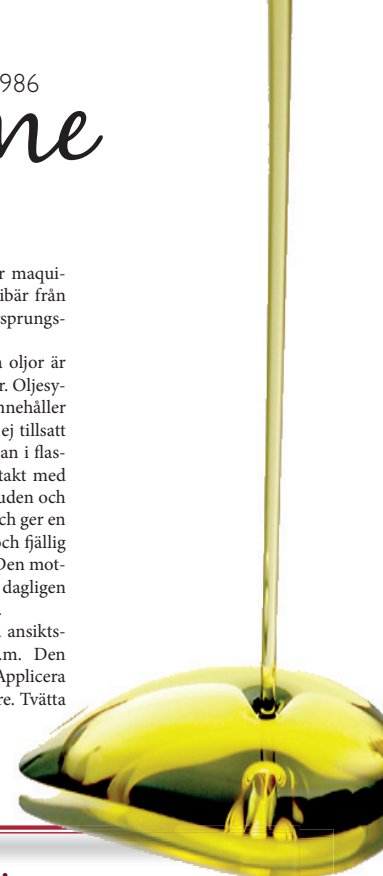 986
ne
r maqui-
ibär från
sprungs-
oljor är
r. Oljesy-
nnehåller
ej tillsatt
an i flas-
takt med
uden och
ch ger en
och fjällig
Den mot-
dagligen
ansikts-
.m. Den
Applicera
re. Tvätta